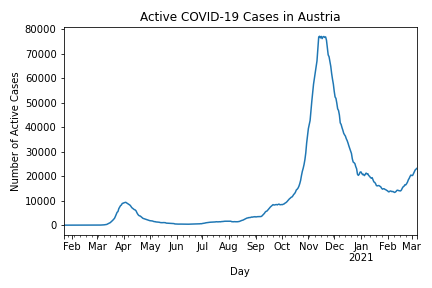 Active COVID-19 Cases in Austria
80000
70000
60000
50000
40000
30000
20000
10000
0
Number of Active Cases
Feb Mar Apr May Jun Jul Aug Sep Oct Nov Dec Jan Feb Mar
2021
Day